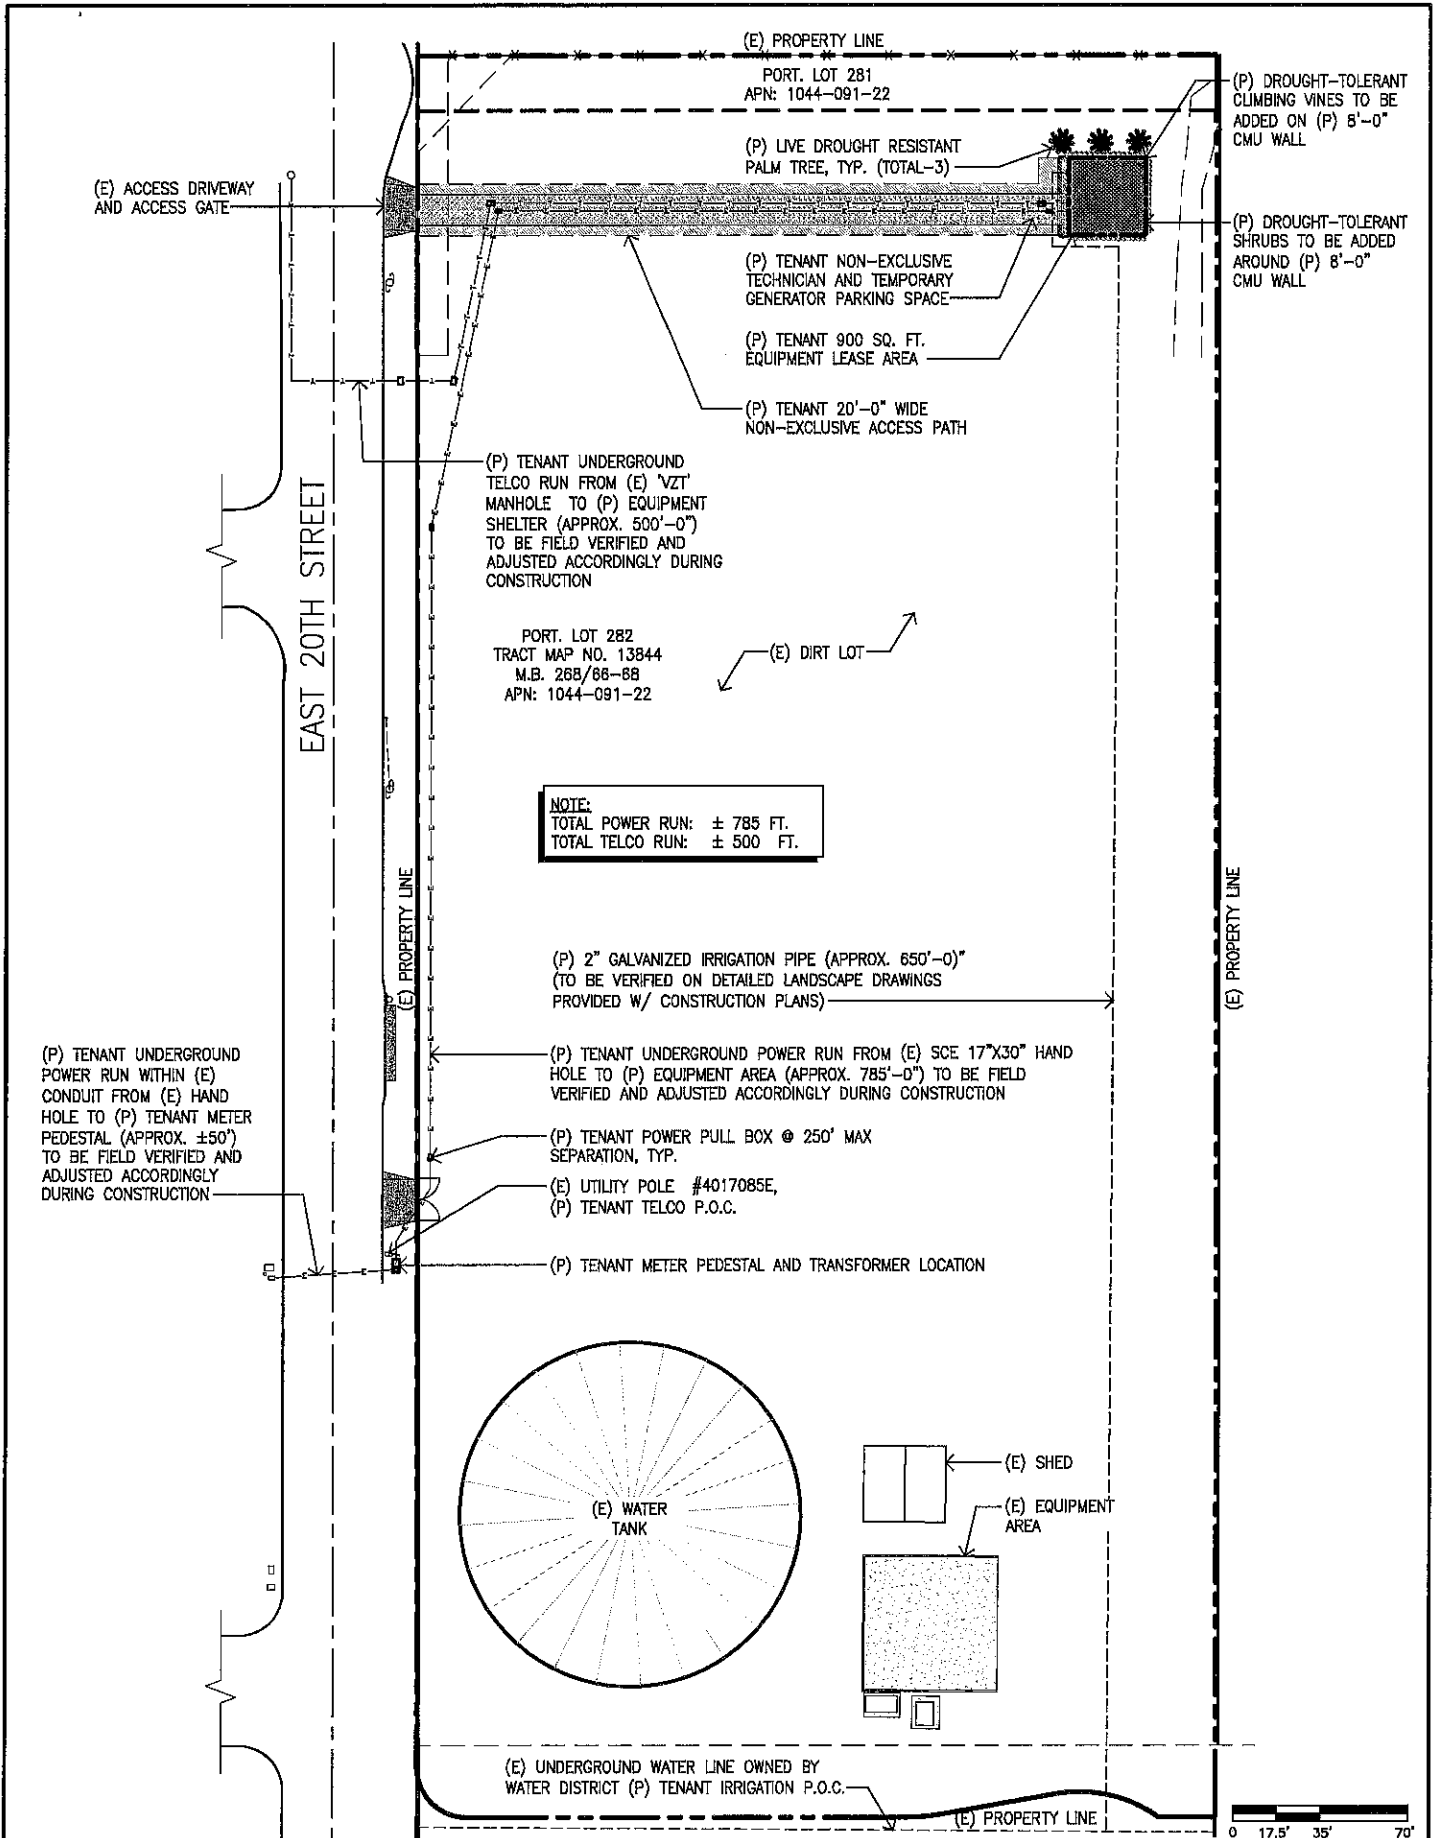 (E) PROPERTY LINE
PORT. LOT 281
APN: 1044-091-22
(P) DROUGHT-TOLERANT
CLIMBING VINES TO BE
ADDED ON (P) 8'-0"
CMU WALL
(P) LIVE DROUGHT RESISTANT
PALM TREE, TYP. (TOTAL-3)
(E) ACCESS DRIVEWAY
AND ACCESS GATE
(P) DROUGHT-TOLERANT
SHRUBS TO BE ADDED
AROUND (P) 8'-0"
CMU WALL
(P) TENANT NON-EXCLUSIVE
TECHNICIAN AND TEMPORARY
GENERATOR PARKING SPACE
(P) TENANT 900 SQ. FT.
EQUIPMENT LEASE AREA
(P) TENANT 20'-0" WIDE
NON-EXCLUSIVE ACCESS PATH
(P) TENANT UNDERGROUND
TELCO RUN FROM (E) 'VZT'
MANHOLE TO (P) EQUIPMENT
SHELTER (APPROX. 500'-0")
TO BE FIELD VERIFIED AND
ADJUSTED ACCORDINGLY DURING
CONSTRUCTION
EAST 20TH STREET
PORT. LOT 282
TRACT MAP NO. 13844
M.B. 268/66-68
APN: 1044-091-22
(E) DIRT LOT
NOTE:
TOTAL POWER RUN: ± 785 FT.
TOTAL TELCO RUN: ± 500 FT.
(E) PROPERTY LINE
(E) PROPERTY LINE
(P) 2" GALVANIZED IRRIGATION PIPE (APPROX. 650'-0)"
(TO BE VERIFIED ON DETAILED LANDSCAPE DRAWINGS
PROVIDED W/ CONSTRUCTION PLANS)
(P) TENANT UNDERGROUND
POWER RUN WITHIN (E)
CONDUIT FROM (E) HAND
HOLE TO (P) TENANT METER
PEDESTAL (APPROX. ±50')
TO BE FIELD VERIFIED AND
ADJUSTED ACCORDINGLY
DURING CONSTRUCTION
(P) TENANT UNDERGROUND POWER RUN FROM (E) SCE 17"X30" HAND
HOLE TO (P) EQUIPMENT AREA (APPROX. 785'-0") TO BE FIELD
VERIFIED AND ADJUSTED ACCORDINGLY DURING CONSTRUCTION
(P) TENANT POWER PULL BOX @ 250' MAX
SEPARATION, TYP.
(E) UTILITY POLE #4017085E,
(P) TENANT TELCO P.O.C.
(P) TENANT METER PEDESTAL AND TRANSFORMER LOCATION
(E) WATER
TANK
(E) SHED
(E) EQUIPMENT
AREA
(E) UNDERGROUND WATER LINE OWNED BY
WATER DISTRICT (P) TENANT IRRIGATION P.O.C.
(E) PROPERTY LINE
0 17.5' 35' 70'